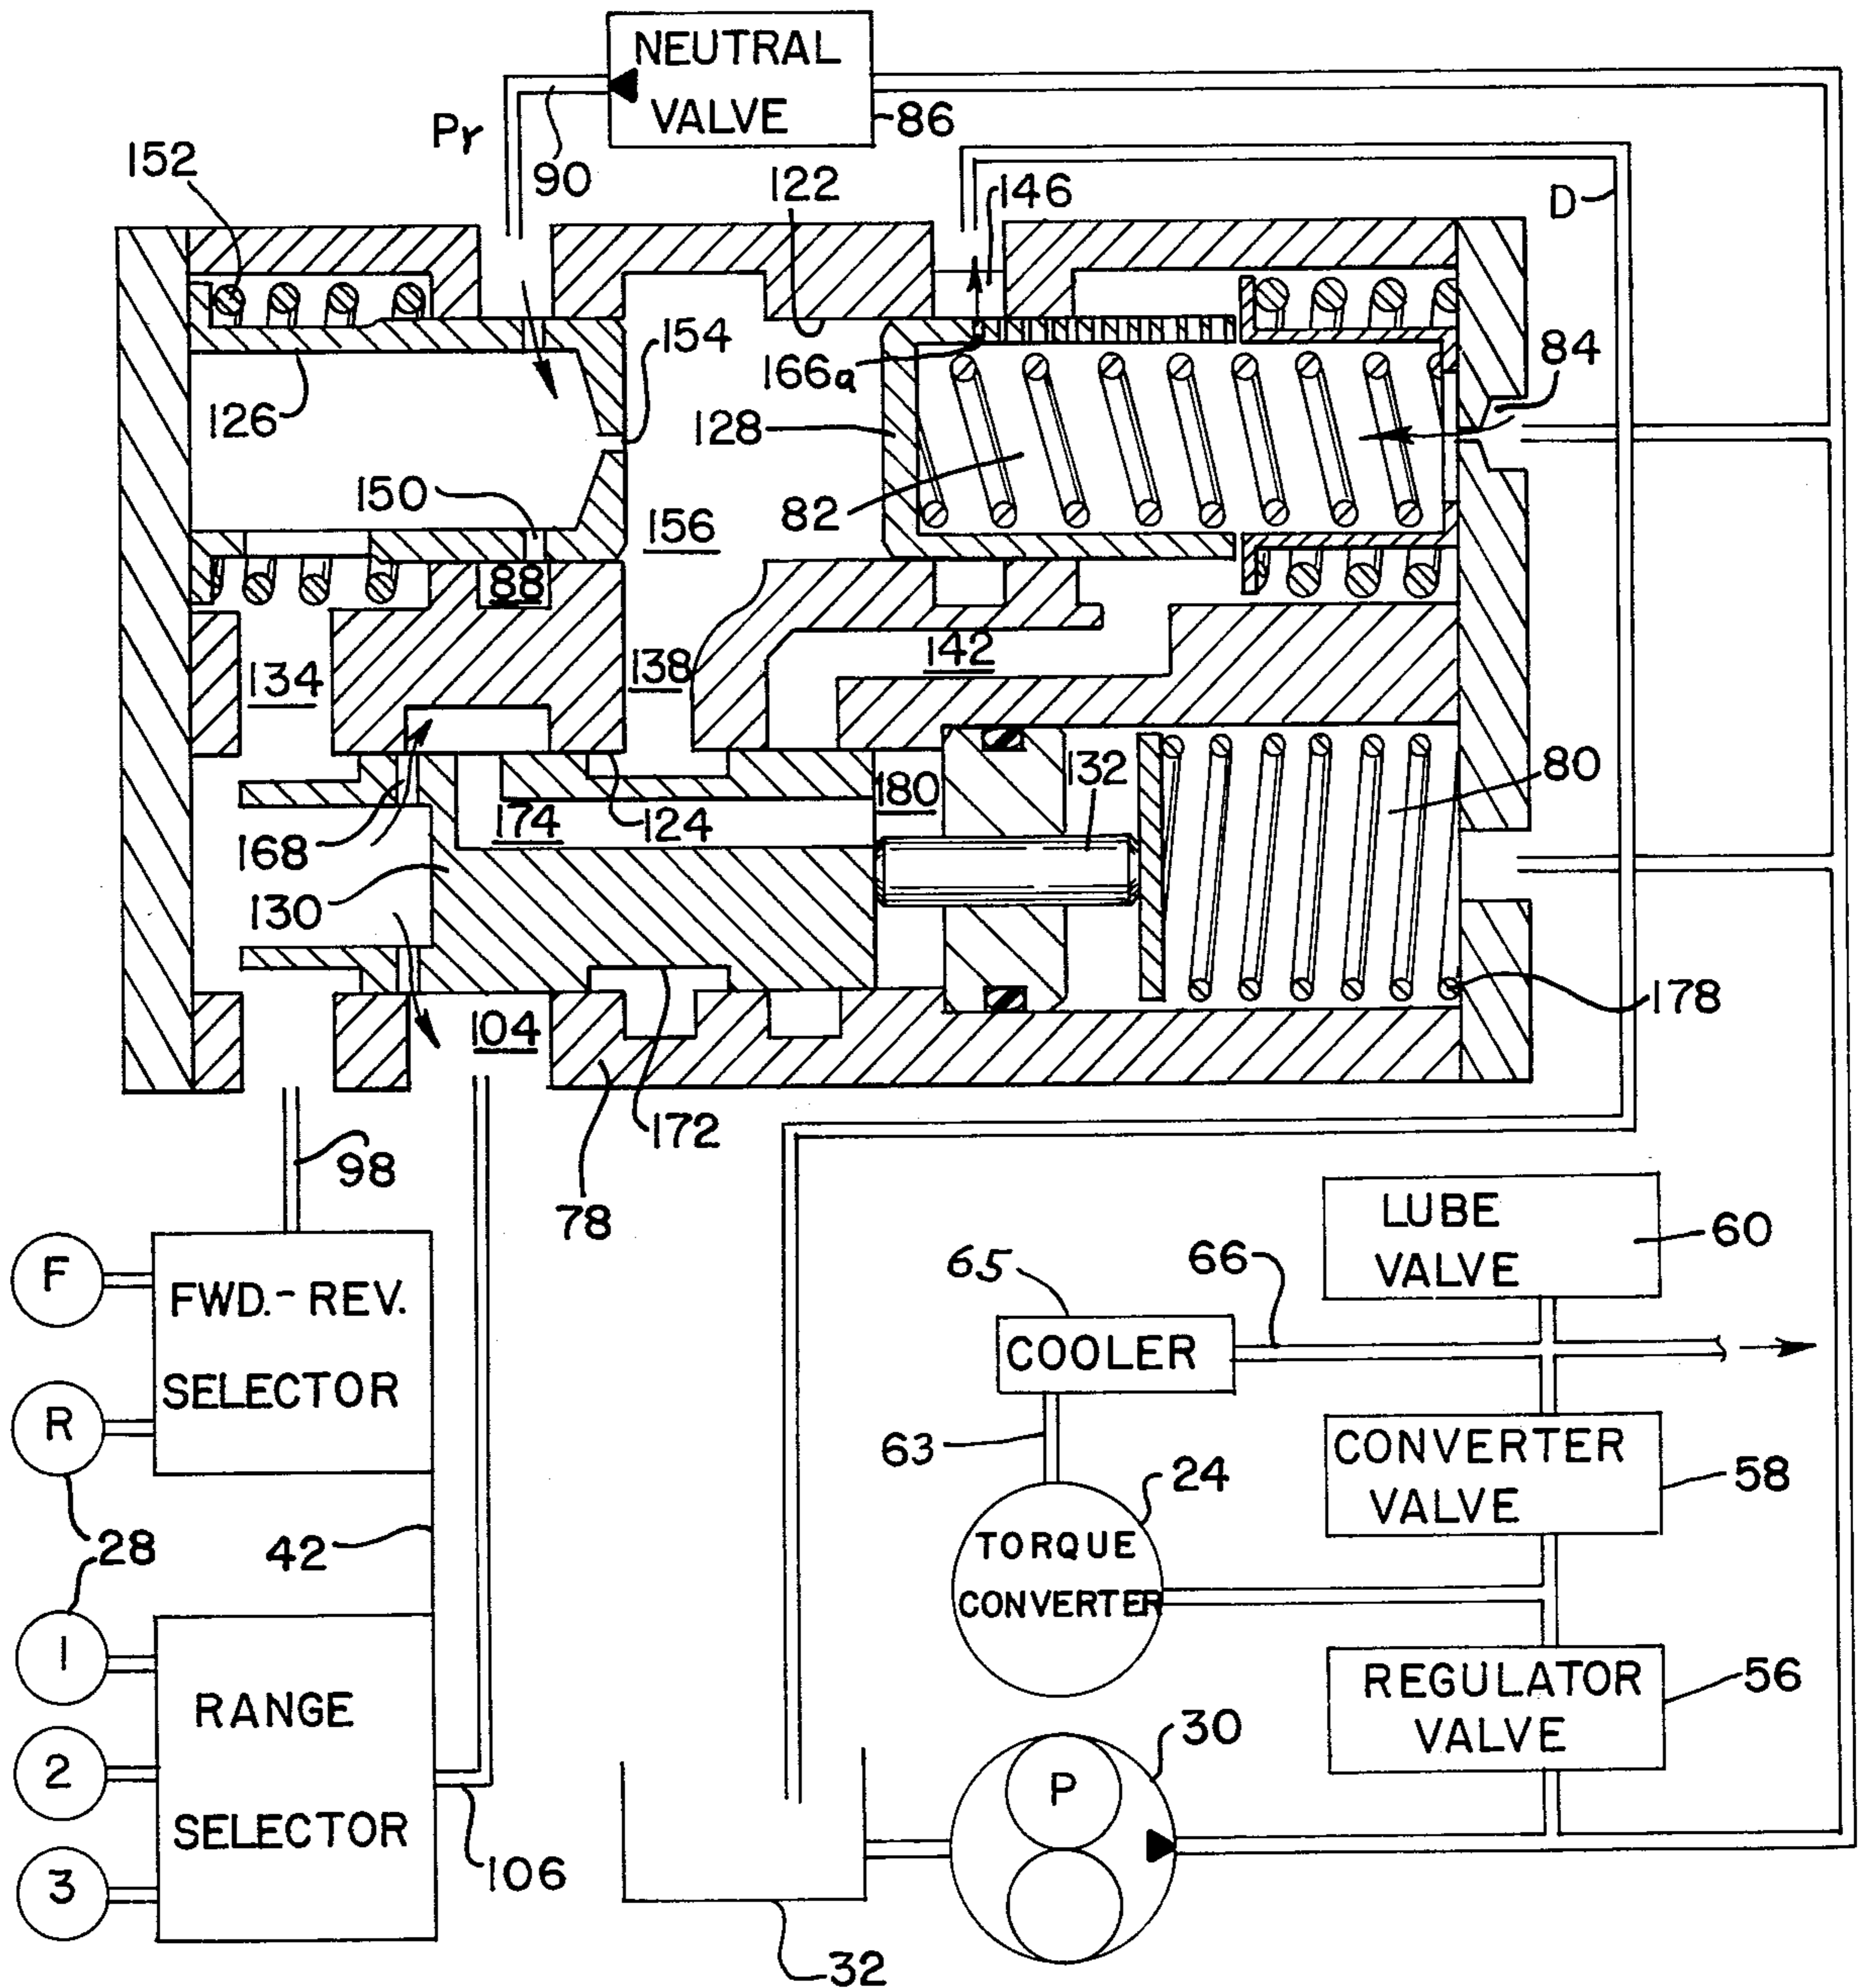 NEUTRAL
VALVE
86
Pr
90
152
122
146
D
154
166a
84
126
128
150
82
156
88
134
138
142
132
80
180
174
124
168
130
104
178
172
98
78
LUBE
VALVE
60
65
66
F
FWD.-REV.
SELECTOR
R
COOLER
63
CONVERTER
VALVE
58
24
TORQUE
CONVERTER
28
42
1
2
3
RANGE
SELECTOR
106
REGULATOR
VALVE
56
30
P
32